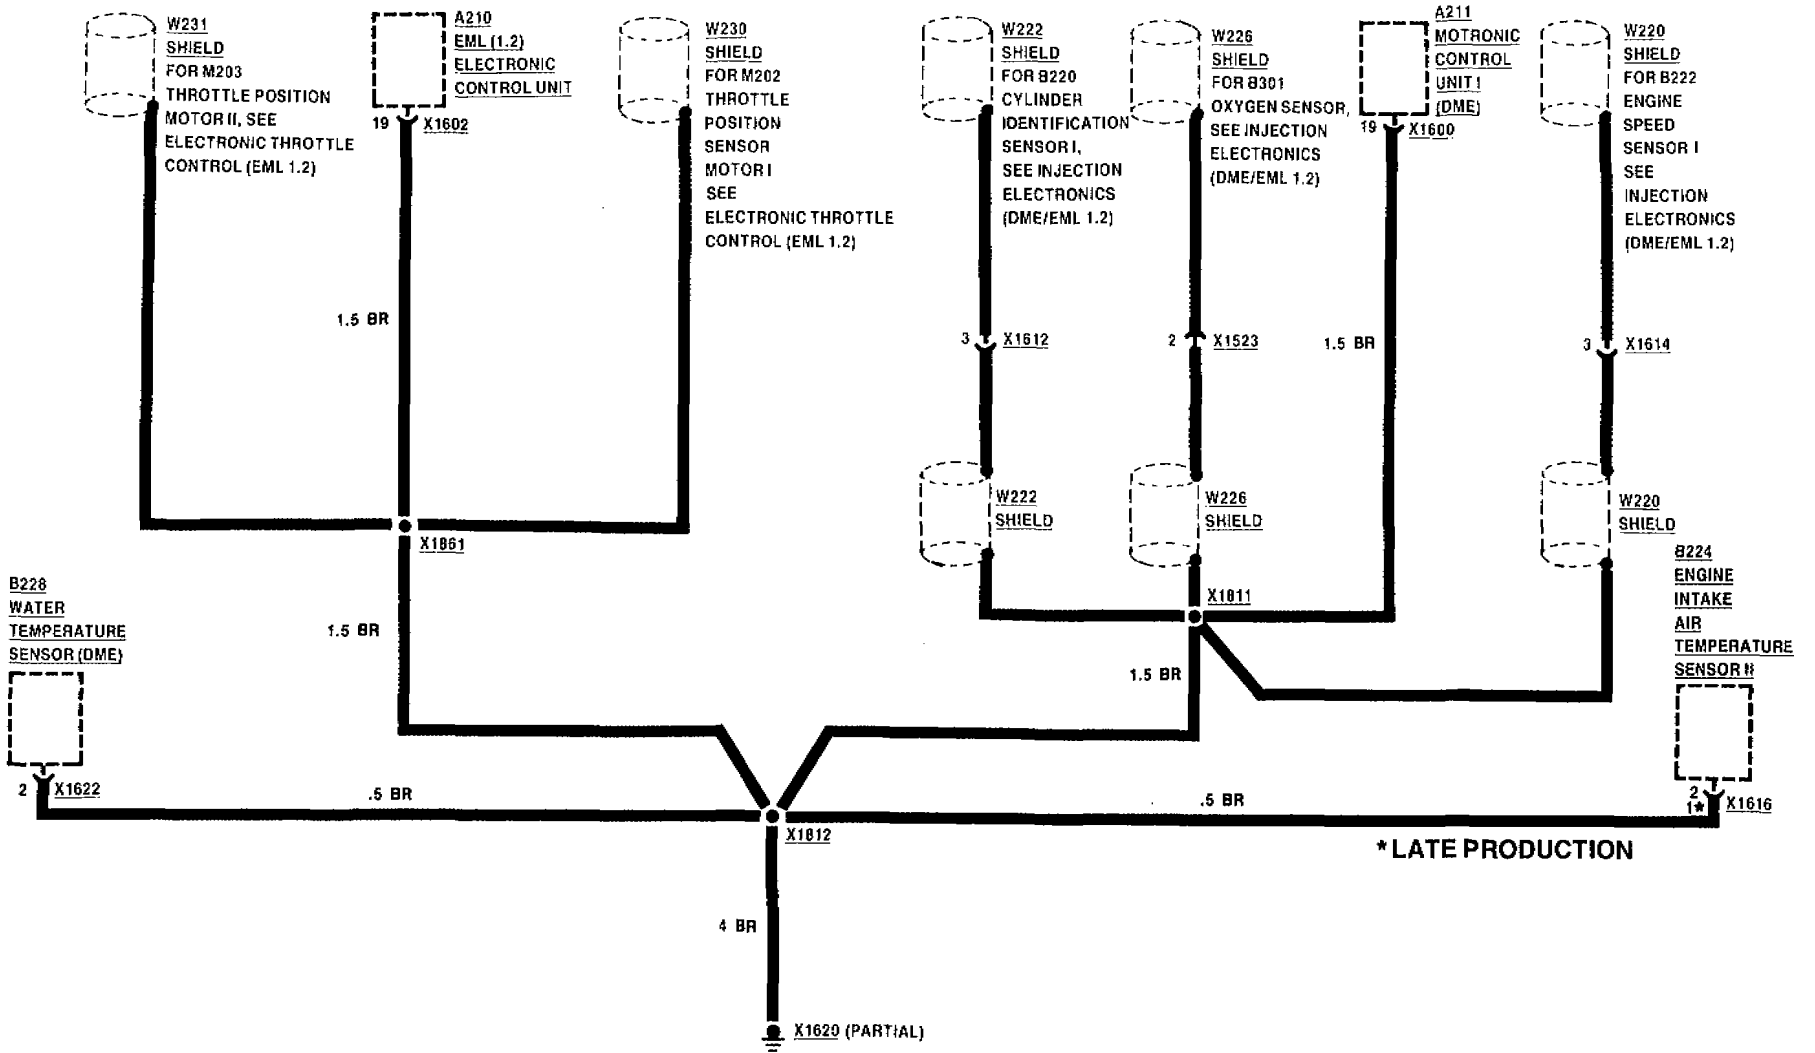 W231
SHIELD
FOR M203
THROTTLE POSITION
MOTOR II, SEE
ELECTRONIC THROTTLE
CONTROL (EML 1.2)
A210
EML (1.2)
ELECTRONIC
CONTROL UNIT
19 X1602
W230
SHIELD
FOR M202
THROTTLE
POSITION
SENSOR
MOTOR I
SEE
ELECTRONIC THROTTLE
CONTROL (EML 1.2)
W222
SHIELD
FOR B220
CYLINDER
IDENTIFICATION
SENSOR I,
SEE INJECTION
ELECTRONICS
(DME/EML 1.2)
W226
SHIELD
FOR B301
OXYGEN SENSOR,
SEE INJECTION
ELECTRONICS
(DME/EML 1.2)
A211
MOTRONIC
CONTROL
UNIT I
(DME)
19 X1600
W220
SHIELD
FOR B222
ENGINE
SPEED
SENSOR I
SEE
INJECTION
ELECTRONICS
(DME/EML 1.2)
1.5 BR
3 X1612
2 X1523
1.5 BR
3 X1614
W222
SHIELD
W226
SHIELD
W220
SHIELD
X1861
X1811
B228
WATER
TEMPERATURE
SENSOR (DME)
1.5 BR
1.5 BR
B224
ENGINE
INTAKE
AIR
TEMPERATURE
SENSOR II
2 X1622
.5 BR
.5 BR
2
1* X1616
X1812
*LATE PRODUCTION
4 BR
X1620 (PARTIAL)